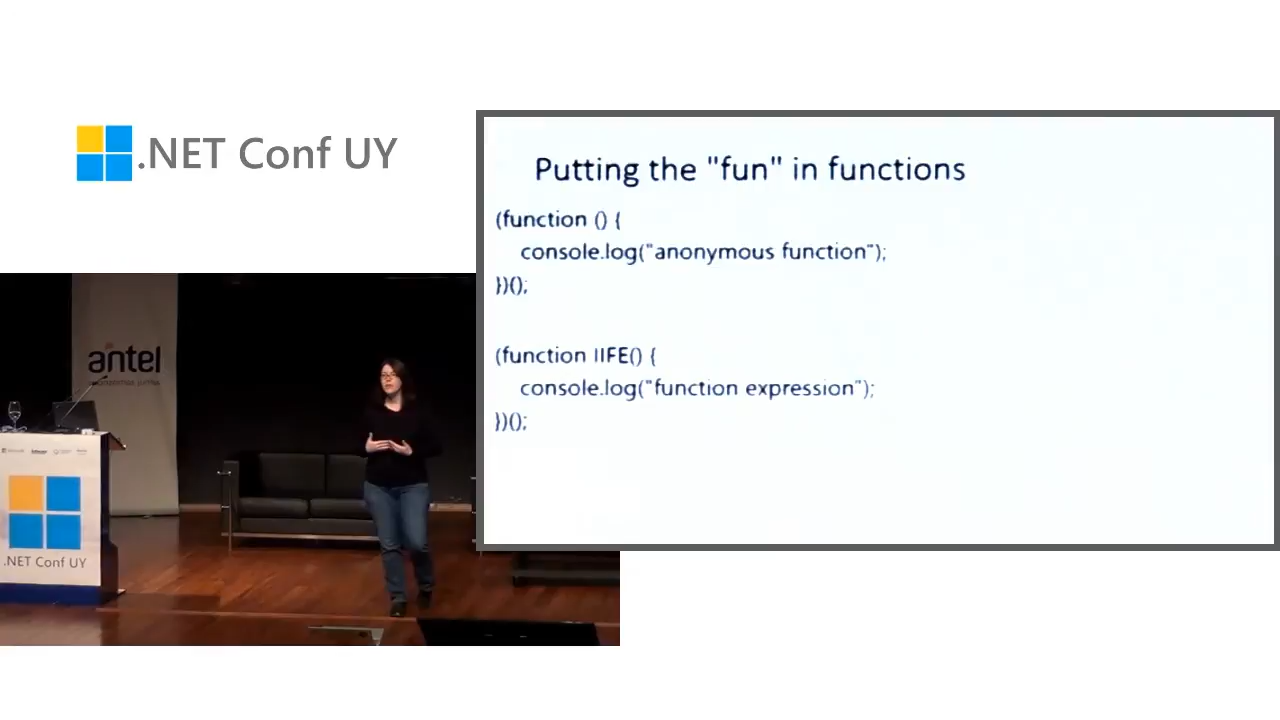 .NET Conf UY
Putting the "fun" in functions
(function () {
console.log("anonymous function");
})();
(function IIFE() {
console.log("function expression");
})();
antel
.NET Conf UY